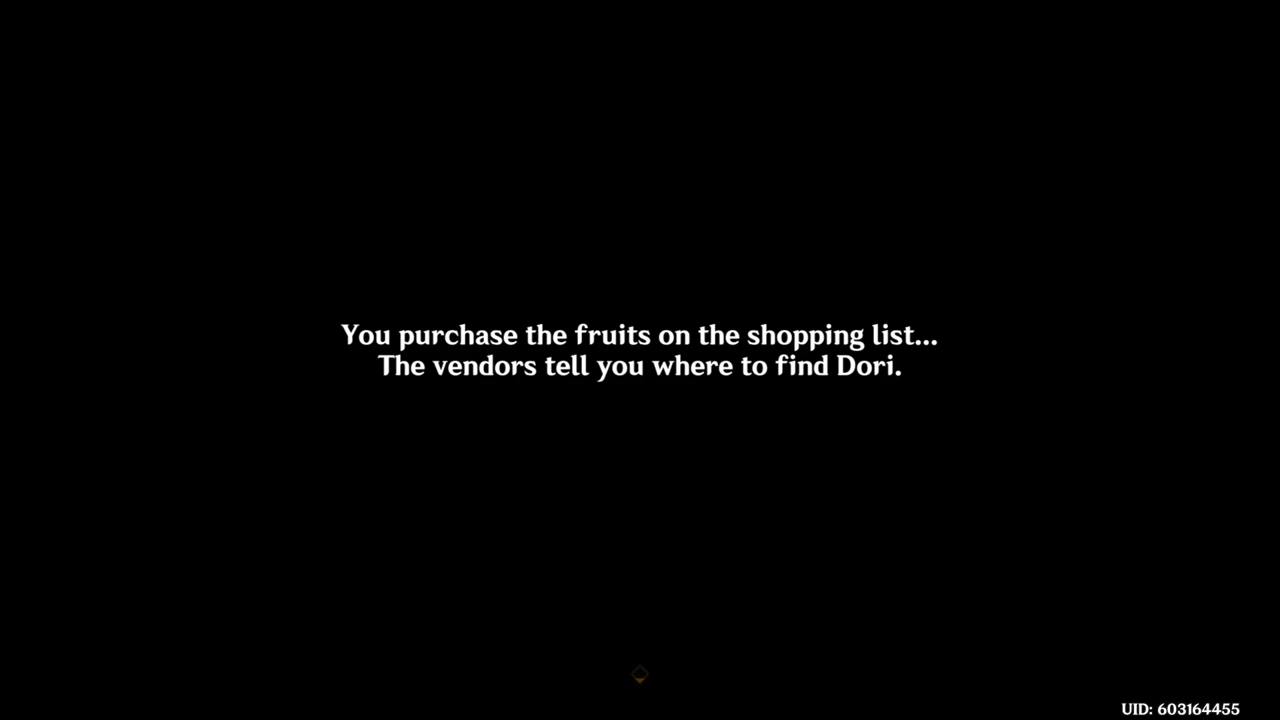 You purchase the fruits on the shopping list...
The vendors tell you where to find Dori.
UID: 603164455